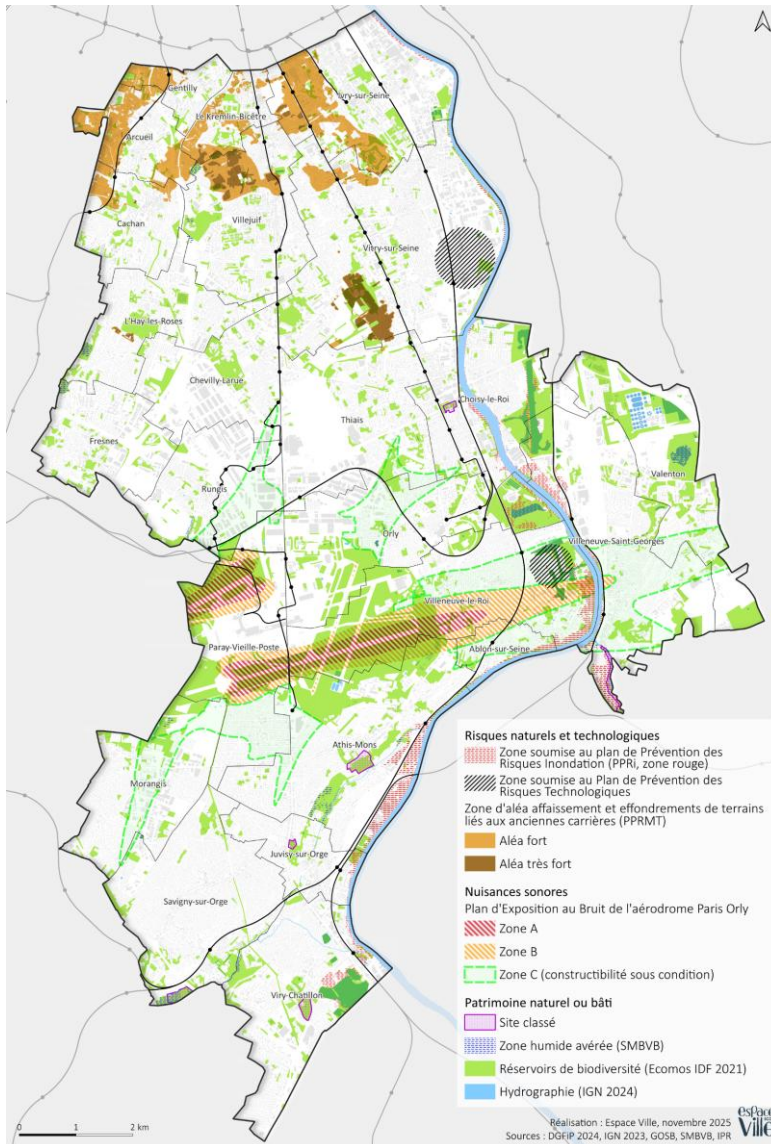 Gentilly
Ivry-sur-Seine
Le Kremlin-Bicêtre
Arcueil
Cachan
Villejuif
Vitry-sur-Seine
L'Hay-les-Roses
Chevilly-Larue
Choisy-le-Roi
Thiais
Fresnes
Valenton
Rungis
Orly
Villeneuve-Saint-Georges
Villeneuve-le-Roi
Paray-Vieille-Poste
Ablon-sur-Seine
Athis-Mons
Morangis
Juvisy-sur-Orge
Savigny-sur-Orge
Viry-Chatillon
Risques naturels et technologiques
Zone soumise au plan de Prévention des
Risques Inondation (PPRi, zone rouge)
Zone soumise au Plan de Prévention des
Risques Technologiques
Zone d'aléa affaissement et effondrements de terrains
liés aux anciennes carrières (PPRMT)
Aléa fort
Aléa très fort
Nuisances sonores
Plan d'Exposition au Bruit de l'aérodrome Paris Orly
Zone A
Zone B
Zone C (constructibilité sous condition)
Patrimoine naturel ou bâti
Site classé
Zone humide avérée (SMBVB)
Réservoirs de biodiversité (Ecomos IDF 2021)
Hydrographie (IGN 2024)
0 1 2 km
Réalisation : Espace Ville, novembre 2025
Sources : DGFiP 2024, IGN 2023, GOSB, SMBVB, IPR
esPace
Ville